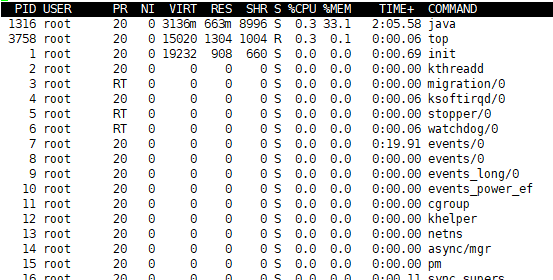 PID USER PR NI VIRT RES SHR S %CPU %MEM TIME+ COMMAND
1316 root 20 0 3136m 663m 8996 S 0.3 33.1 2:05.58 java
3758 root 20 0 15020 1304 1004 R 0.3 0.1 0:00.06 top
1 root 20 0 19232 908 660 S 0.0 0.0 0:00.69 init
2 root 20 0 0 0 0 S 0.0 0.0 0:00.00 kthreadd
3 root RT 0 0 0 0 S 0.0 0.0 0:00.00 migration/0
4 root 20 0 0 0 0 S 0.0 0.0 0:00.06 ksoftirqd/0
5 root RT 0 0 0 0 S 0.0 0.0 0:00.00 stopper/0
6 root RT 0 0 0 0 S 0.0 0.0 0:00.06 watchdog/0
7 root 20 0 0 0 0 S 0.0 0.0 0:19.91 events/0
8 root 20 0 0 0 0 S 0.0 0.0 0:00.00 events/0
9 root 20 0 0 0 0 S 0.0 0.0 0:00.00 events_long/0
10 root 20 0 0 0 0 S 0.0 0.0 0:00.00 events_power_ef
11 root 20 0 0 0 0 S 0.0 0.0 0:00.00 cgroup
12 root 20 0 0 0 0 S 0.0 0.0 0:00.00 khelper
13 root 20 0 0 0 0 S 0.0 0.0 0:00.00 netns
14 root 20 0 0 0 0 S 0.0 0.0 0:00.00 async/mgr
15 root 20 0 0 0 0 S 0.0 0.0 0:00.00 pm
16 root 20 0 0 0 0 S 0.0 0.0 0:00.11 sync_supers